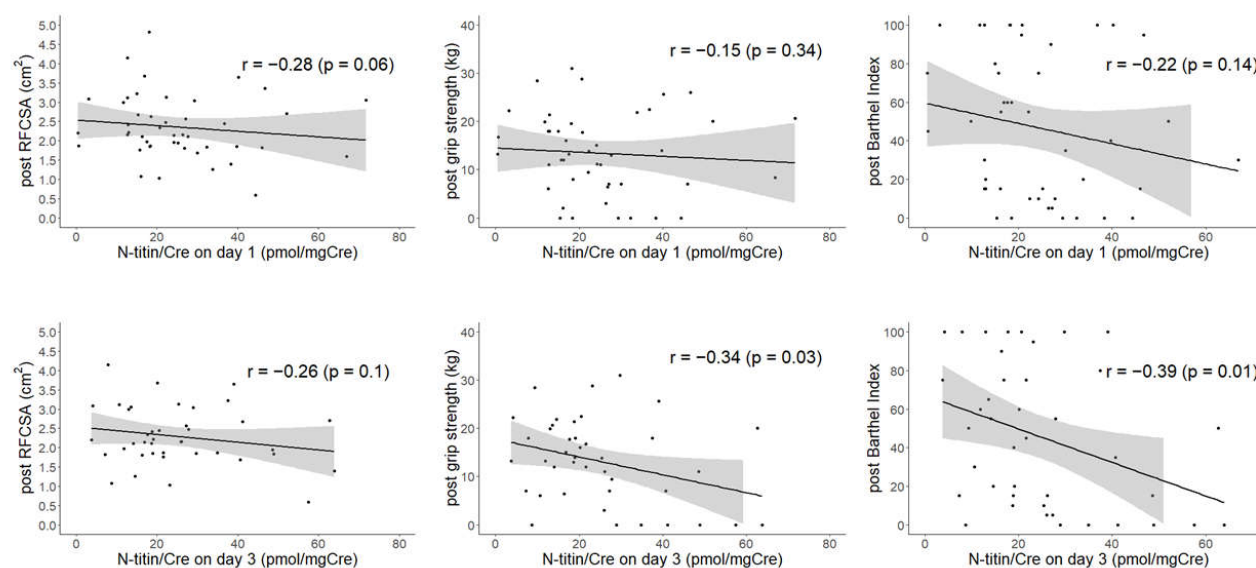 5.0
4.5
4.0
3.5
3.0
2.5
2.0
1.5
1.0
0.5
0.0
post RFCSA (cm²)
r = −0.28 (p = 0.06)
0 20 40 60 80
N-titin/Cre on day 1 (pmol/mgCre)
40
30
20
10
0
post grip strength (kg)
r = −0.15 (p = 0.34)
0 20 40 60 80
N-titin/Cre on day 1 (pmol/mgCre)
100
80
60
40
20
0
post Barthel Index
r = −0.22 (p = 0.14)
0 20 40 60
N-titin/Cre on day 1 (pmol/mgCre)
5.0
4.5
4.0
3.5
3.0
2.5
2.0
1.5
1.0
0.5
0.0
post RFCSA (cm²)
r = −0.26 (p = 0.1)
0 20 40 60 80
N-titin/Cre on day 3 (pmol/mgCre)
40
30
20
10
0
post grip strength (kg)
r = −0.34 (p = 0.03)
0 20 40 60 80
N-titin/Cre on day 3 (pmol/mgCre)
100
80
60
40
20
0
post Barthel Index
r = −0.39 (p = 0.01)
0 20 40 60
N-titin/Cre on day 3 (pmol/mgCre)